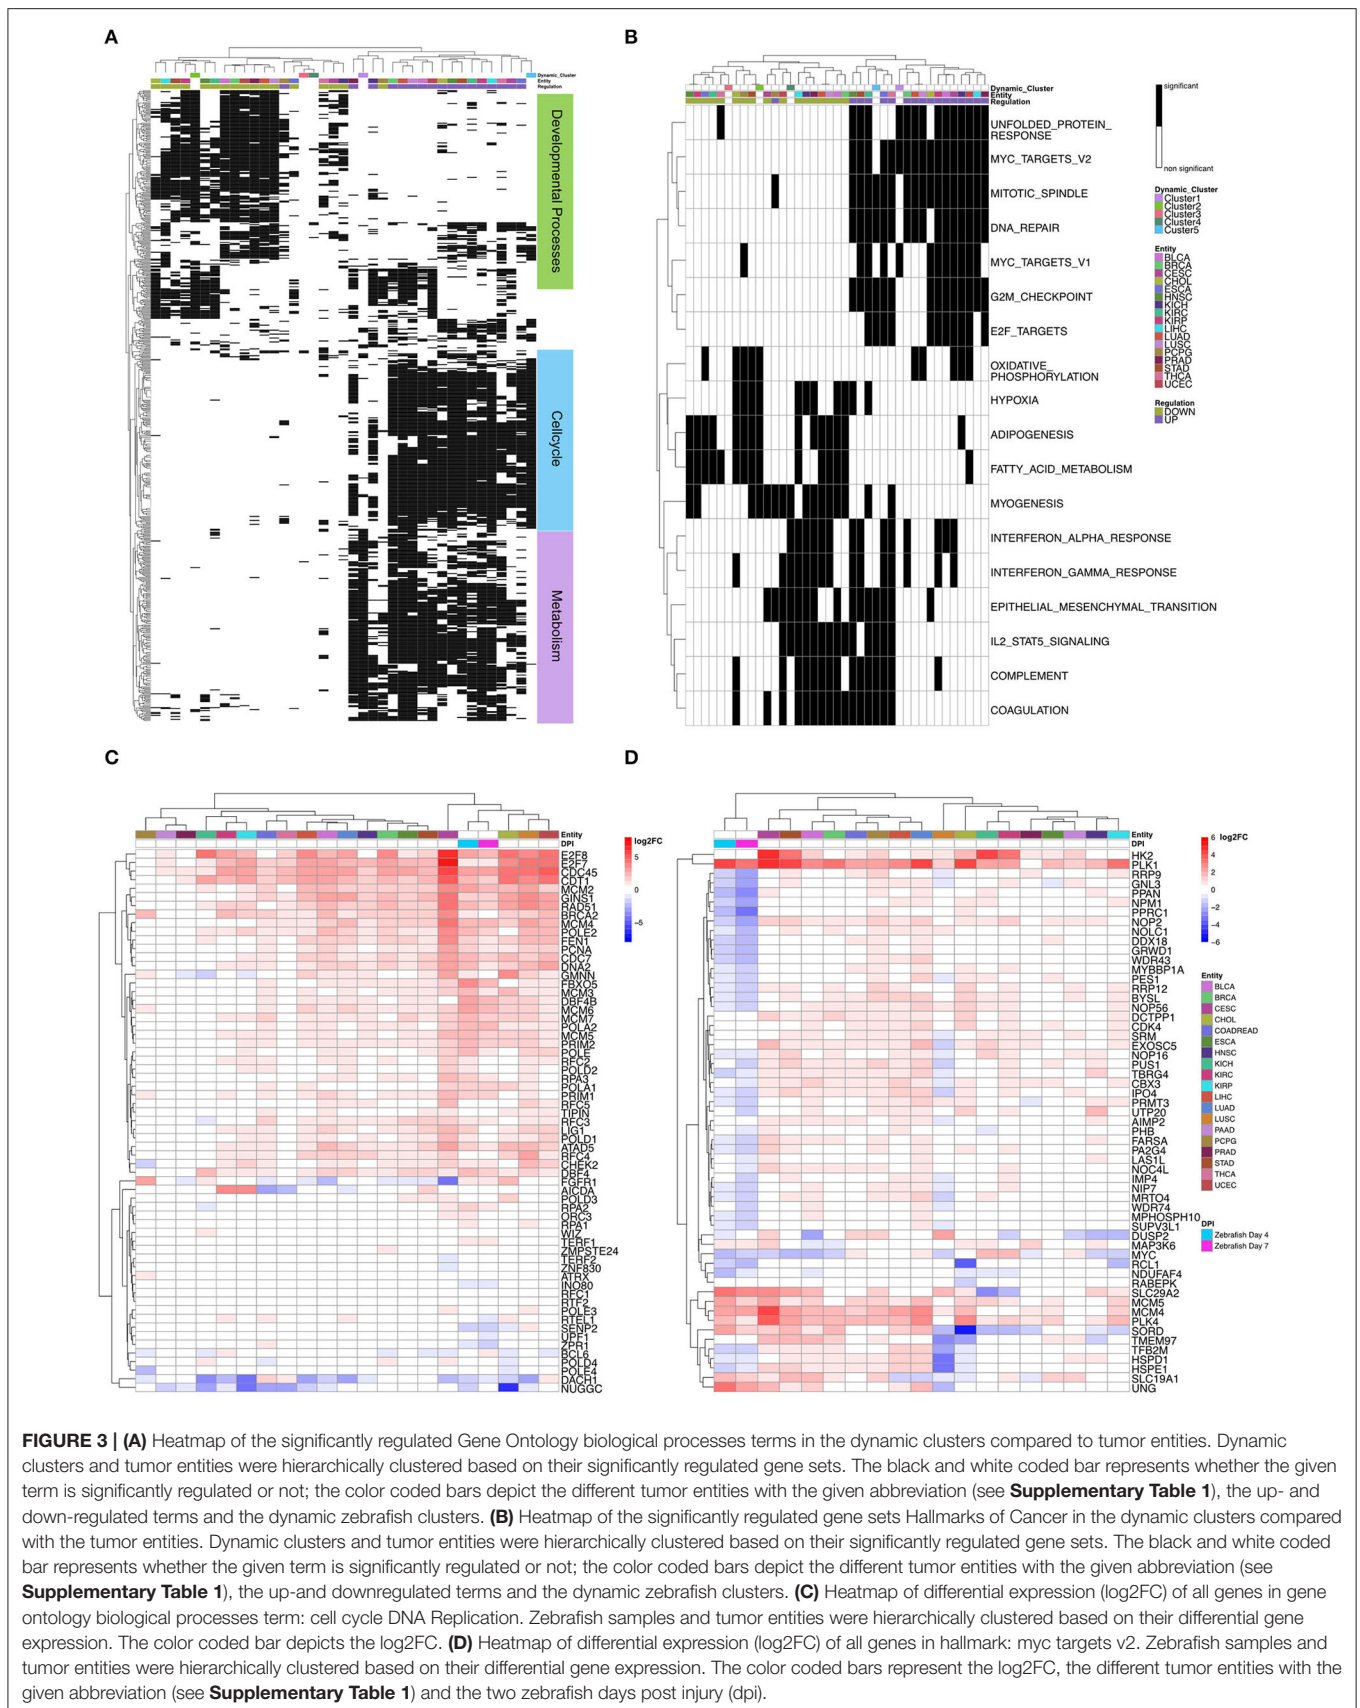 A
Dynamic_Cluster
Entity
Regulation
Developmental Processes
Cellcycle
Metabolism
B
Dynamic_Cluster
Entity
Regulation
UNFOLDED_PROTEIN_
RESPONSE
MYC_TARGETS_V2
MITOTIC_SPINDLE
DNA_REPAIR
MYC_TARGETS_V1
G2M_CHECKPOINT
E2F_TARGETS
OXIDATIVE_
PHOSPHORYLATION
HYPOXIA
ADIPOGENESIS
FATTY_ACID_METABOLISM
MYOGENESIS
INTERFERON_ALPHA_RESPONSE
INTERFERON_GAMMA_RESPONSE
EPITHELIAL_MESENCHYMAL_TRANSITION
IL2_STAT5_SIGNALING
COMPLEMENT
COAGULATION
significant
non significant
Dynamic_Cluster
Cluster1
Cluster2
Cluster3
Cluster4
Custer5
Entity
BLCA
BRCA
CESC
CHOL
ESCA
HNSC
KICH
KIRC
KIRP
LIHC
LUAD
LUSC
PCPG
PRAD
STAD
THCA
UCEC
Regulation
DOWN
UP
C
Entity
DPI
E2F8
E2F7
CDC45
CDT1
MCM2
GINS1
RAD51
BRCA2
MCM4
POLE2
FEN1
PCNA
CDC7
DNA2
GMNN
FBXO5
MCM3
DBF4B
MCM6
MCM7
POLA2
MCM5
PRIM2
POLE
RFC2
POLD2
RPA3
POLA1
PRIM1
RFC5
TIPIN
RFC3
LIG1
POLD1
ATAD5
RFC4
CHEK2
DBF4
FGFR1
AICDA
POLD3
RPA2
ORC3
RPA1
WIZ
TERF1
ZMPSTE24
TERF2
ZNF830
ATRX
INO80
RFC1
RTF2
POLE3
RTEL1
SENP2
UPF1
ZPR1
BCL6
POLD4
POLE4
DACH1
NUGGC
log2FC
5
0
−5
D
Entity
DPI
HK2
PLK1
RRP9
GNL3
PPAN
NPM1
PPRC1
NOP2
NOLC1
DDX18
GRWD1
WDR43
MYBBP1A
PES1
RRP12
BYSL
NOP56
DCTPP1
CDK4
SRM
EXOSC5
NOP16
PUS1
TBRG4
CBX3
IPO4
PRMT3
UTP20
AIMP2
PHB
FARSA
PA2G4
LAS1L
NOC4L
IMP4
NIP7
MRTO4
WDR74
MPHOSPH10
SUPV3L1
DUSP2
MAP3K6
MYC
RCL1
NDUFAF4
RABEPK
SLC29A2
MCM5
MCM4
PLK4
SORD
TMEM97
TFB2M
HSPD1
HSPE1
SLC19A1
UNG
6 log2FC
4
2
0
−2
−4
−6
Entity
BLCA
BRCA
CESC
CHOL
COADREAD
ESCA
HNSC
KICH
KIRC
KIRP
LIHC
LUAD
LUSC
PAAD
PCPG
PRAD
STAD
THCA
UCEC
DPI
Zebrafish Day 4
Zebrafish Day 7
FIGURE 3 | (A) Heatmap of the significantly regulated Gene Ontology biological processes terms in the dynamic clusters compared to tumor entities. Dynamic
clusters and tumor entities were hierarchically clustered based on their significantly regulated gene sets. The black and white coded bar represents whether the given
term is significantly regulated or not; the color coded bars depict the different tumor entities with the given abbreviation (see Supplementary Table 1), the up- and
down-regulated terms and the dynamic zebrafish clusters. (B) Heatmap of the significantly regulated gene sets Hallmarks of Cancer in the dynamic clusters compared
with the tumor entities. Dynamic clusters and tumor entities were hierarchically clustered based on their significantly regulated gene sets. The black and white coded
bar represents whether the given term is significantly regulated or not; the color coded bars depict the different tumor entities with the given abbreviation (see
Supplementary Table 1), the up-and downregulated terms and the dynamic zebrafish clusters. (C) Heatmap of differential expression (log2FC) of all genes in gene
ontology biological processes term: cell cycle DNA Replication. Zebrafish samples and tumor entities were hierarchically clustered based on their differential gene
expression. The color coded bar depicts the log2FC. (D) Heatmap of differential expression (log2FC) of all genes in hallmark: myc targets v2. Zebrafish samples and
tumor entities were hierarchically clustered based on their differential gene expression. The color coded bars represent the log2FC, the different tumor entities with the
given abbreviation (see Supplementary Table 1) and the two zebrafish days post injury (dpi).